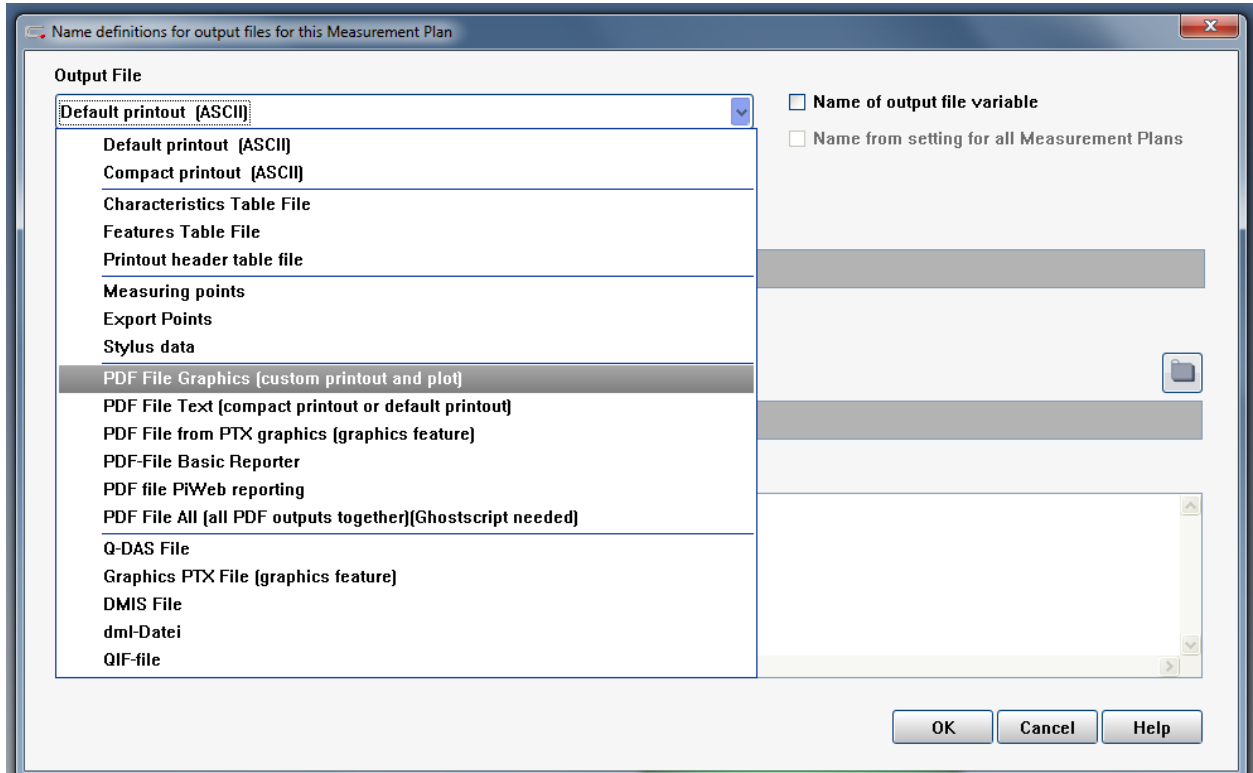 Name definitions for output files for this Measurement Plan
Output File
Default printout (ASCII)
Name of output file variable
Name from setting for all Measurement Plans
Default printout (ASCII)
Compact printout (ASCII)
Characteristics Table File
Features Table File
Printout header table file
Measuring points
Export Points
Stylus data
PDF File Graphics (custom printout and plot)
PDF File Text (compact printout or default printout)
PDF File from PTX graphics (graphics feature)
PDF-File Basic Reporter
PDF file PiWeb reporting
PDF File All (all PDF outputs together)(Ghostscript needed)
Q-DAS File
Graphics PTX File (graphics feature)
DMIS File
dml-Datei
QIF-file
OK Cancel Help